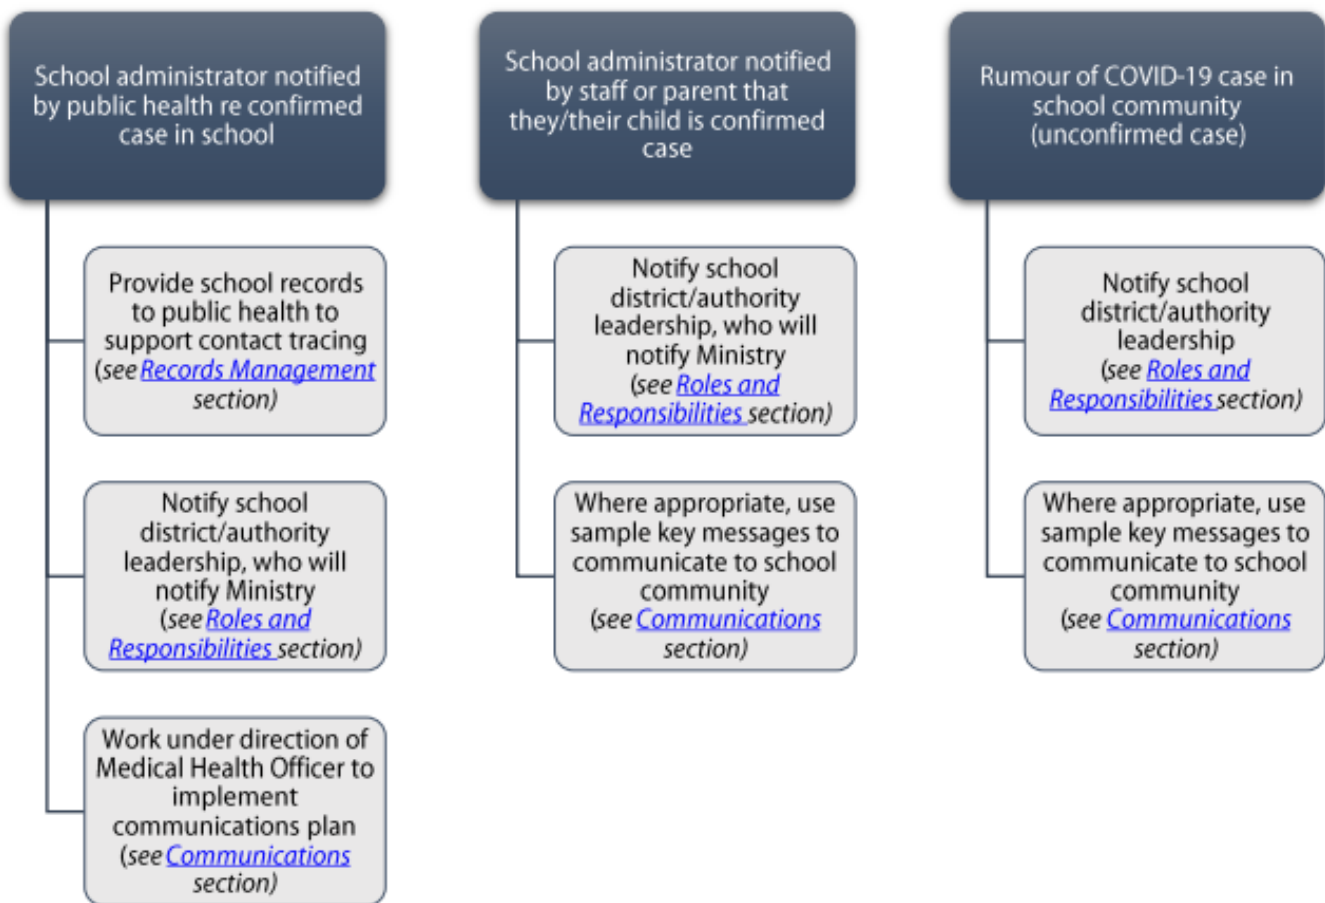 School administrator notified
by public health re confirmed
case in school
Provide school records
to public health to
support contact tracing
(see Records Management
section)
Notify school
district/authority
leadership, who will
notify Ministry
(see Roles and
Responsibilities section)
Work under direction of
Medical Health Officer to
implement
communications plan
(see Communications
section)
School administrator notified
by staff or parent that
they/their child is confirmed
case
Notify school
district/authority
leadership, who will
notify Ministry
(see Roles and
Responsibilities section)
Where appropriate, use
sample key messages to
communicate to school
community
(see Communications
section)
Rumour of COVID-19 case in
school community
(unconfirmed case)
Notify school
district/authority
leadership
(see Roles and
Responsibilities section)
Where appropriate, use
sample key messages to
communicate to school
community
(see Communications
section)